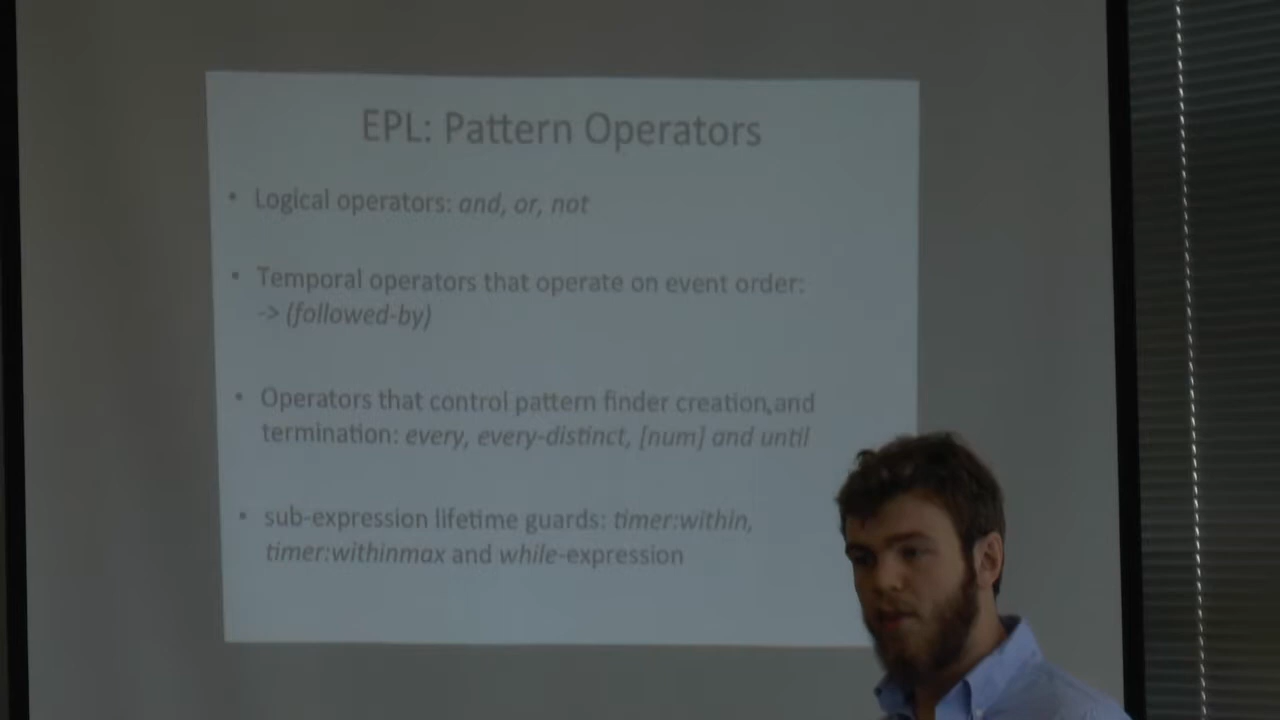 EPL: Pattern Operators
• Logical operators: and, or, not
• Temporal operators that operate on event order:
-> (followed-by)
• Operators that control pattern finder creation and
termination: every, every-distinct, [num] and until
• sub-expression lifetime guards: timer:within,
timer:withinmax and while-expression